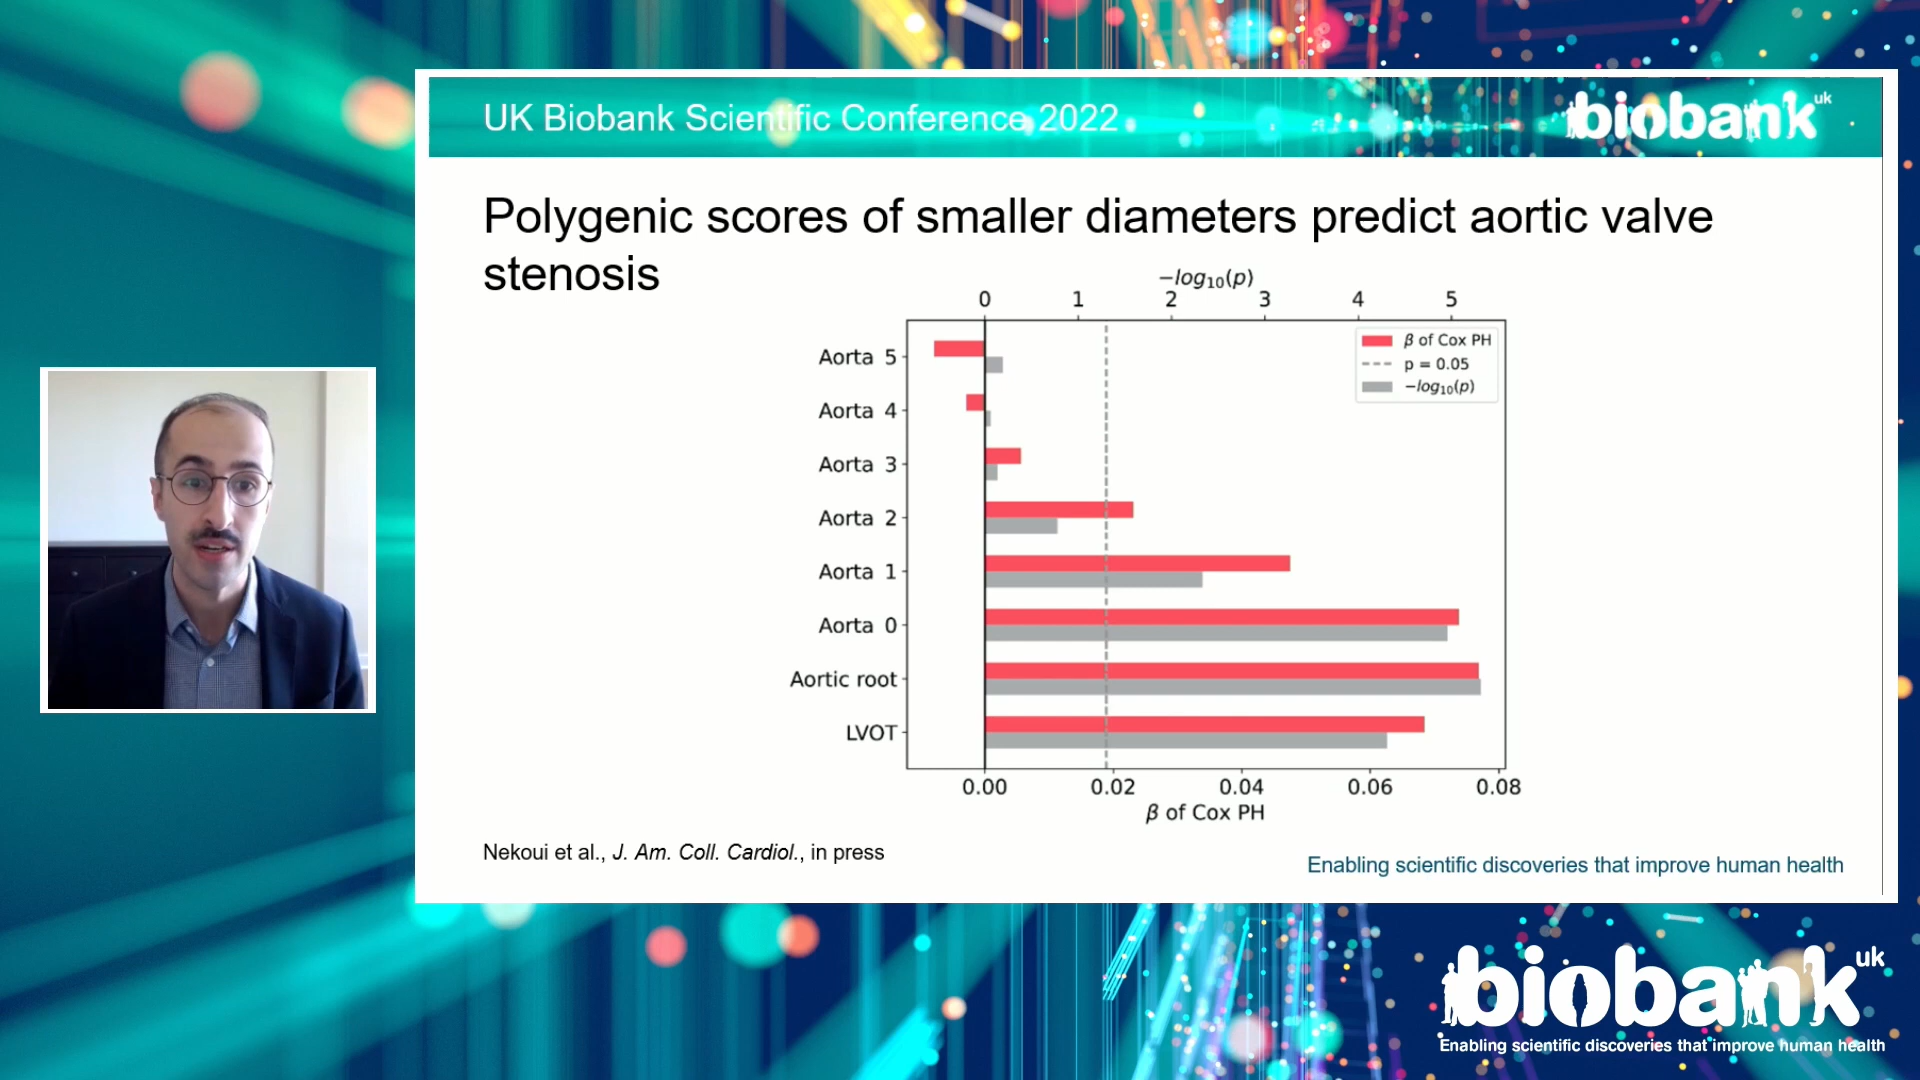 UK Biobank Scientific Conference 2022
biobank uk
Polygenic scores of smaller diameters predict aortic valve
stenosis
−log10(p)
0 1 2 3 4 5
β of Cox PH
p = 0.05
−log10(p)
Aorta 5
Aorta 4
Aorta 3
Aorta 2
Aorta 1
Aorta 0
Aortic root
LVOT
0.00 0.02 0.04 0.06 0.08
β of Cox PH
Nekoui et al., J. Am. Coll. Cardiol., in press
Enabling scientific discoveries that improve human health
biobank uk
Enabling scientific discoveries that improve human health